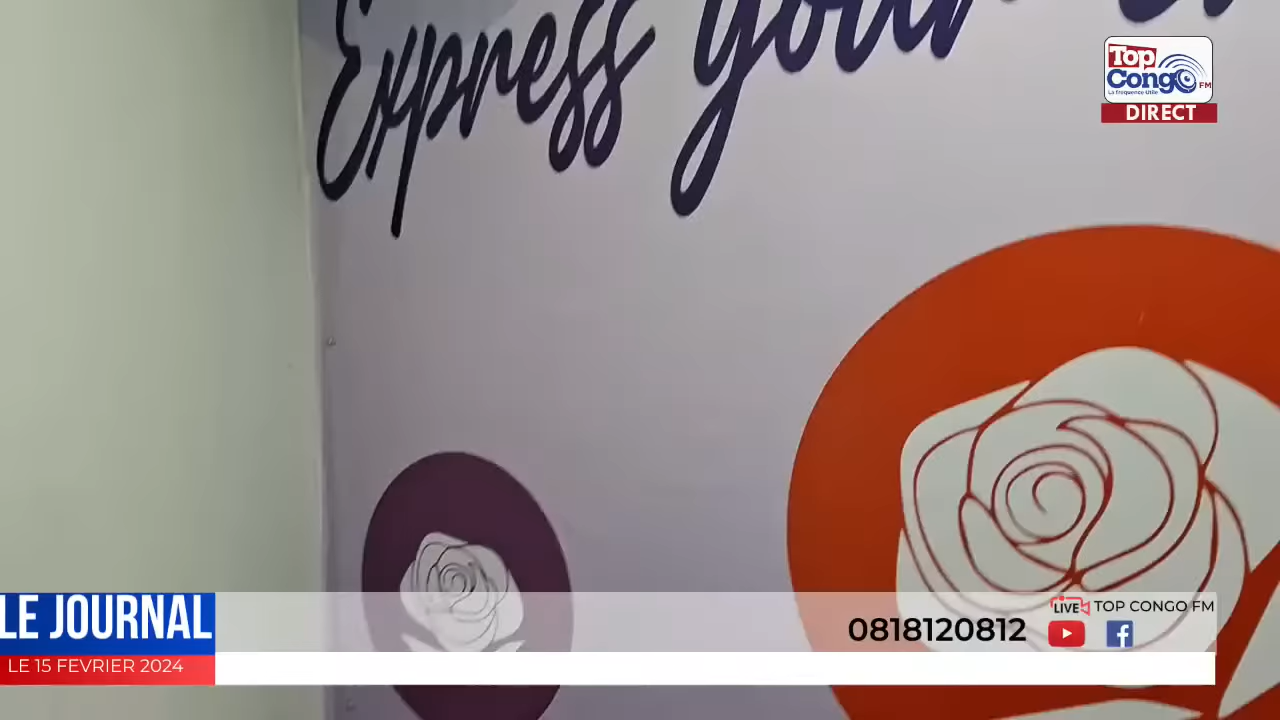 Express your
Top
Congo FM
La fréquence Utile
DIRECT
LE JOURNAL
LE 15 FEVRIER 2024
0818120812
LIVE TOP CONGO FM